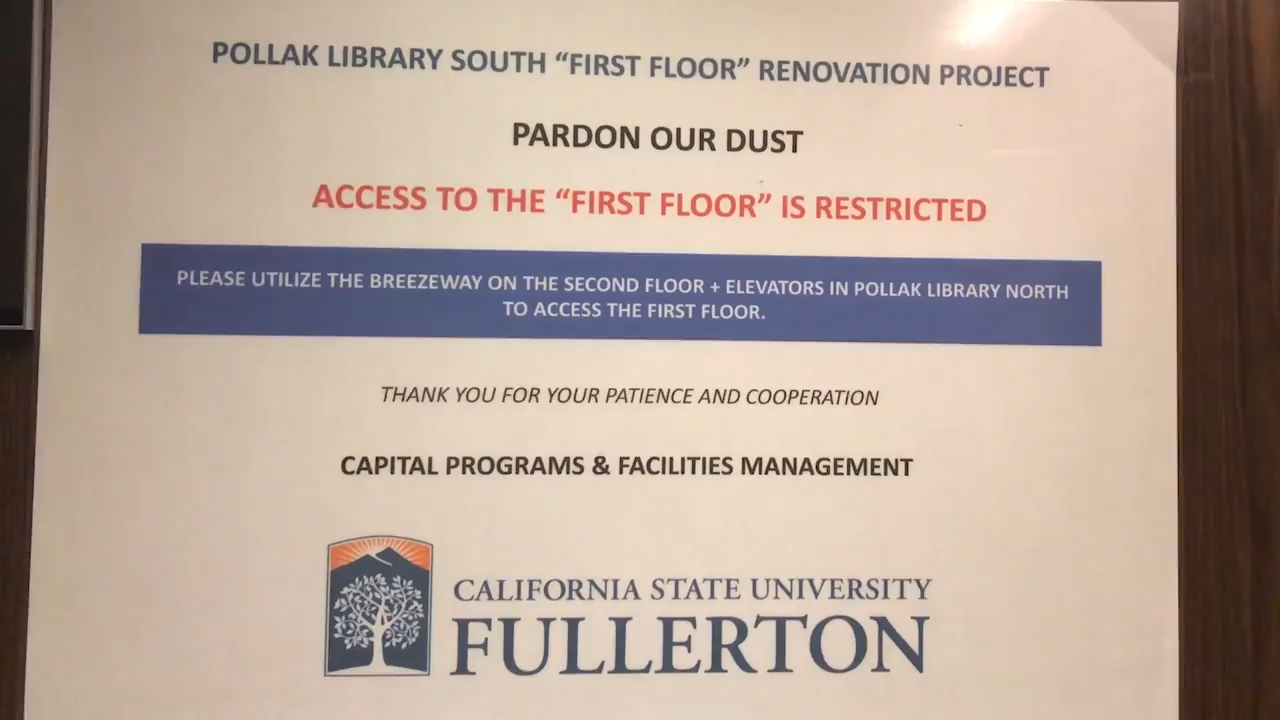 POLLAK LIBRARY SOUTH “FIRST FLOOR” RENOVATION PROJECT
PARDON OUR DUST
ACCESS TO THE “FIRST FLOOR” IS RESTRICTED
PLEASE UTILIZE THE BREEZEWAY ON THE SECOND FLOOR + ELEVATORS IN POLLAK LIBRARY NORTH
TO ACCESS THE FIRST FLOOR.
THANK YOU FOR YOUR PATIENCE AND COOPERATION
CAPITAL PROGRAMS & FACILITIES MANAGEMENT
CALIFORNIA STATE UNIVERSITY
FULLERTON